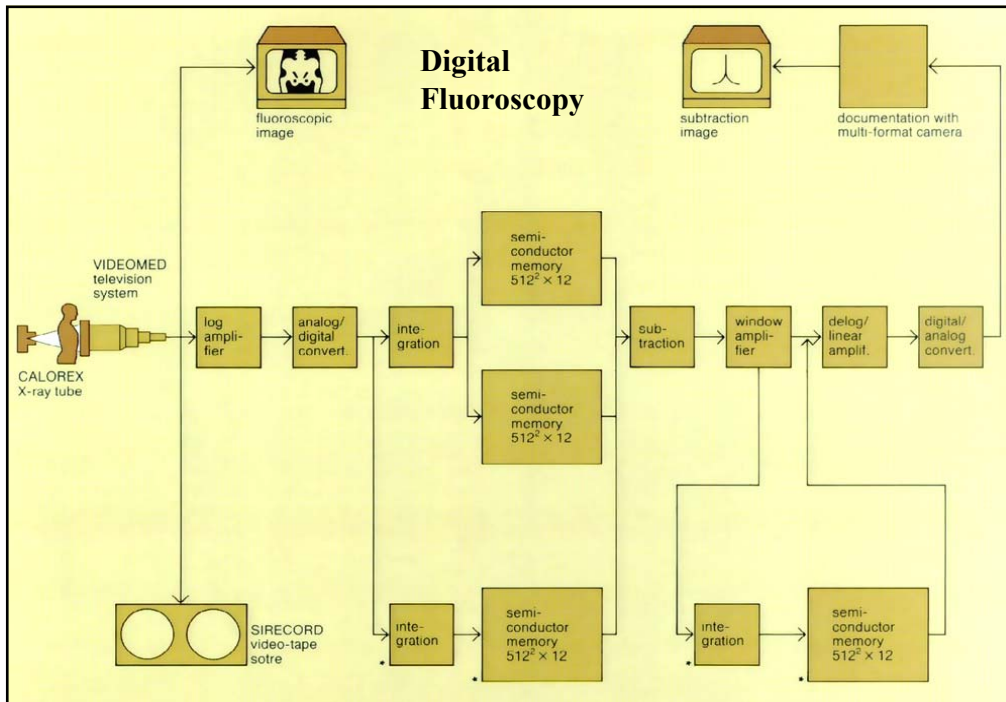 Digital
Fluoroscopy
fluoroscopic
image
subtraction
image
documentation with
multi-format camera
VIDEOMED
television
system
CALOREX
X-ray tube
log
ampli-
fier
analog/
digital
convert.
inte-
gration
semi-
conductor
memory
512² × 12
semi-
conductor
memory
512² × 12
sub-
traction
window
ampli-
fier
delog/
linear
amplif.
digital/
analog
convert.
SIRECORD
video-tape
sotre
inte-
gration
*
semi-
conductor
memory
512² × 12
*
inte-
gration
*
semi-
conductor
memory
512² × 12
*